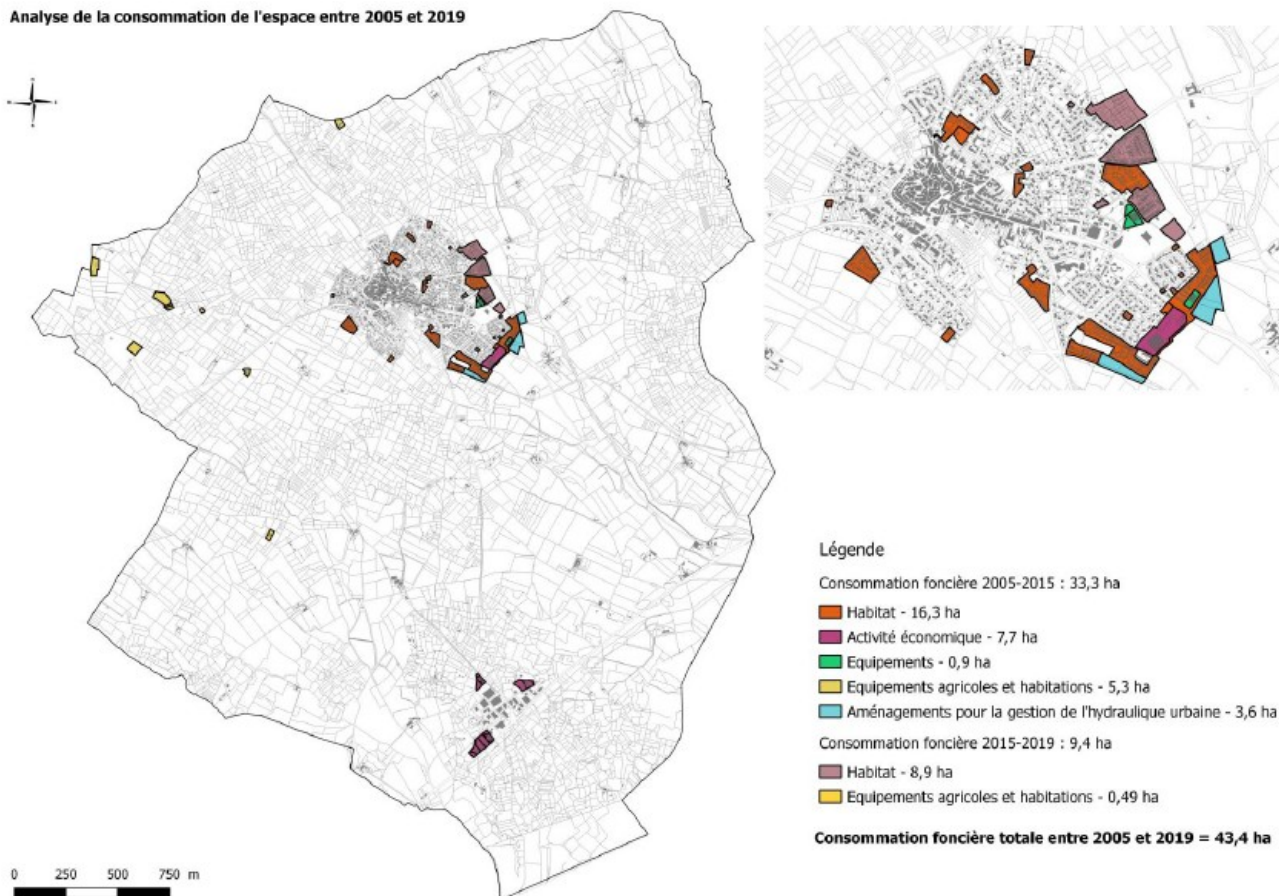 Analyse de la consommation de l'espace entre 2005 et 2019
Légende
Consommation foncière 2005-2015 : 33,3 ha
Habitat - 16,3 ha
Activité économique - 7,7 ha
Equipements - 0,9 ha
Equipements agricoles et habitations - 5,3 ha
Aménagements pour la gestion de l'hydraulique urbaine - 3,6 ha
Consommation foncière 2015-2019 : 9,4 ha
Habitat - 8,9 ha
Equipements agricoles et habitations - 0,49 ha
Consommation foncière totale entre 2005 et 2019 = 43,4 ha
0 250 500 750 m